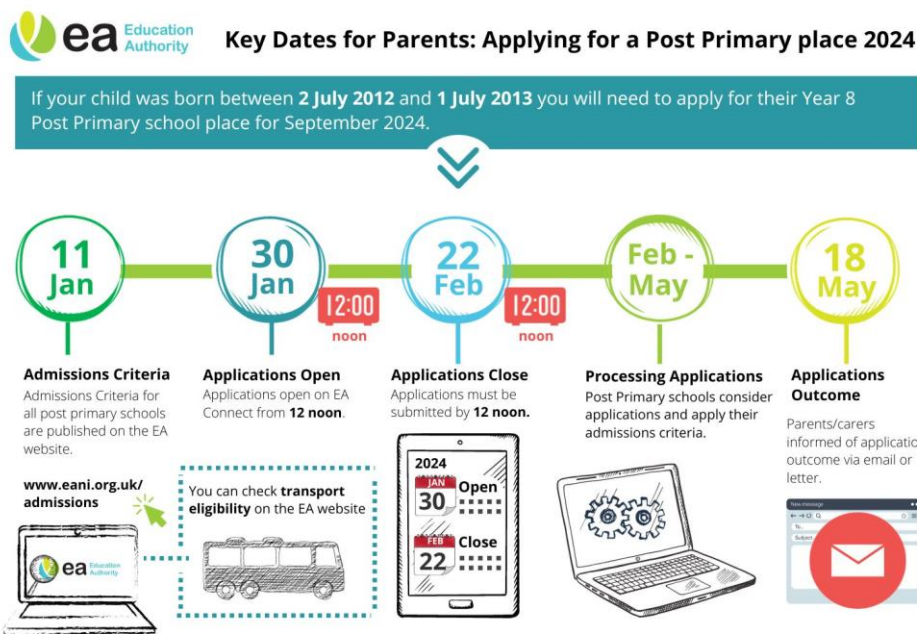 ea Education
Authority
Key Dates for Parents: Applying for a Post Primary place 2024
If your child was born between 2 July 2012 and 1 July 2013 you will need to apply for their Year 8
Post Primary school place for September 2024.
11
Jan
30
Jan
12:00
noon
22
Feb
12:00
noon
Feb -
May
18
May
Admissions Criteria
Admissions Criteria for
all post primary schools
are published on the EA
website.
www.eani.org.uk/
admissions
ea Education
Authority
Applications Open
Applications open on EA
Connect from 12 noon.
You can check transport
eligibility on the EA website
Applications Close
Applications must be
submitted by 12 noon.
2024
JAN
30 Open
FEB
22 Close
Processing Applications
Post Primary schools consider
applications and apply their
admissions criteria.
Applications
Outcome
Parents/carers
informed of applicatio
outcome via email or
letter.
New message
To..
Subject